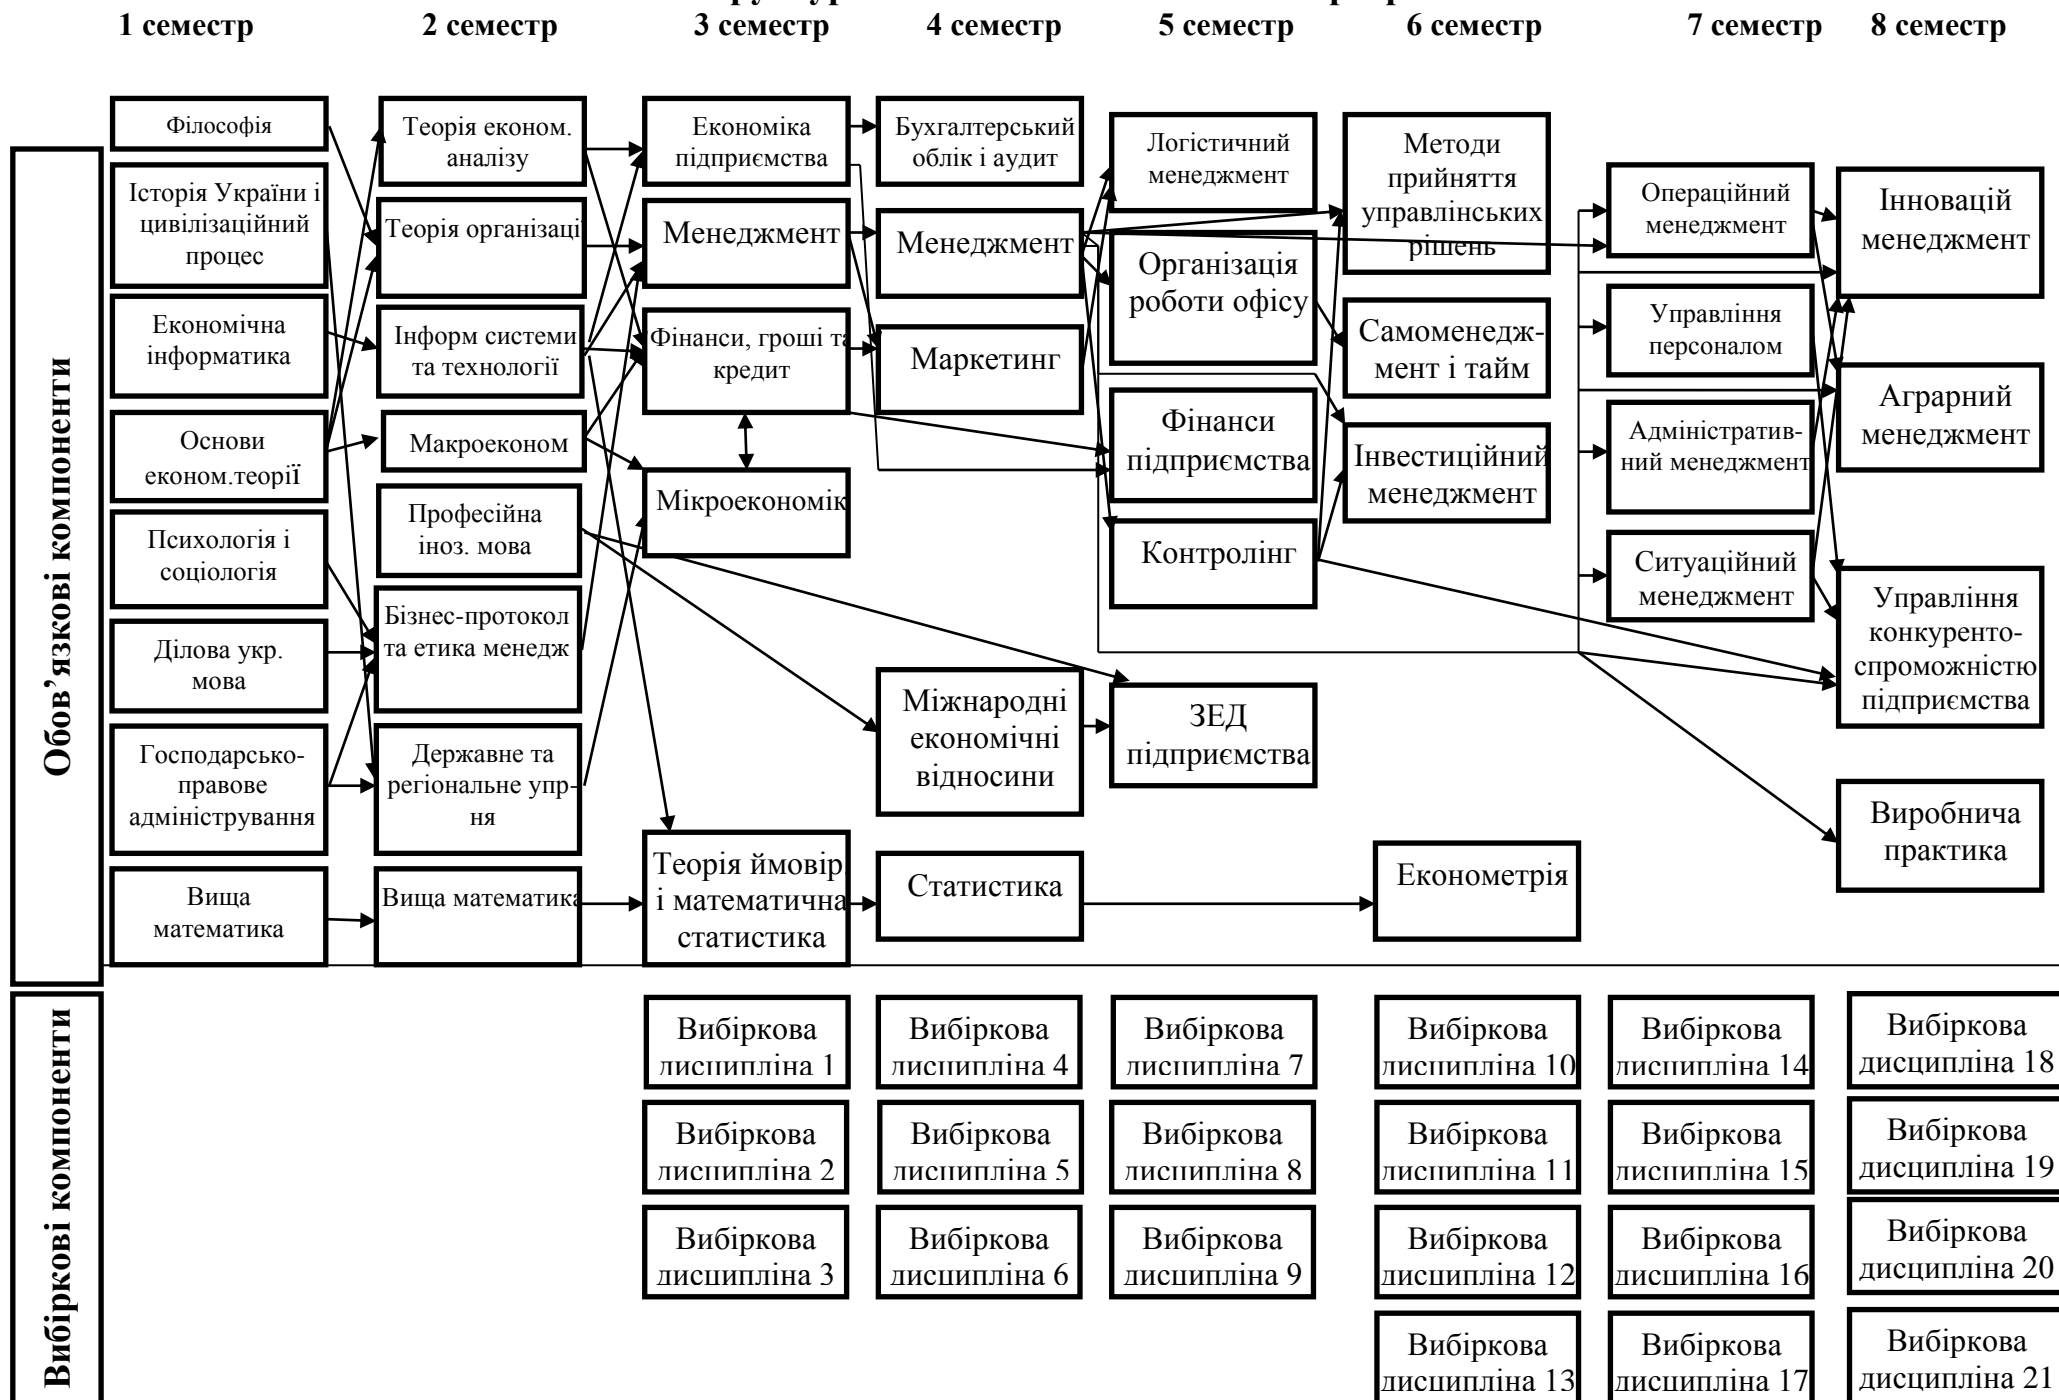 1 семестр
2 семестр
3 семестр
4 семестр
5 семестр
6 семестр
7 семестр
8 семестр
Обов’язкові компоненти
Філософія
Історія України і
цивілізаційний
процес
Економічна
інформатика
Основи
економ.теорії
Психологія і
соціологія
Ділова укр.
мова
Господарсько-
правове
адміністрування
Вища
математика
Теорія економ.
аналізу
Теорія організаці
Інформ системи
та технології
Макроеконом
Професійна
іноз. мова
Бізнес-протокол
та етика менедж
Державне та
регіональне упр-
ня
Вища математика
Економіка
підприємства
Менеджмент
Фінанси, гроші та
кредит
Мікроекономік
Теорія ймовір
і математична
статистика
Бухгалтерський
облік і аудит
Менеджмент
Маркетинг
Міжнародні
економічні
відносини
Статистика
Логістичний
менеджмент
Організація
роботи офісу
Фінанси
підприємства
Контролінг
ЗЕД
підприємства
Методи
прийняття
управлінських
рішень
Самоменедж-
мент і тайм
Інвестиційний
менеджмент
Економетрія
Операційний
менеджмент
Управління
персоналом
Адміністратив-
ний менеджмент
Ситуаційний
менеджмент
Інновацій
менеджмент
Аграрний
менеджмент
Управління
конкуренто-
спроможністю
підприємства
Виробнича
практика
Вибіркові компоненти
Вибіркова
дисципліна 1
Вибіркова
дисципліна 2
Вибіркова
дисципліна 3
Вибіркова
дисципліна 4
Вибіркова
дисципліна 5
Вибіркова
дисципліна 6
Вибіркова
дисципліна 7
Вибіркова
дисципліна 8
Вибіркова
дисципліна 9
Вибіркова
дисципліна 10
Вибіркова
дисципліна 11
Вибіркова
дисципліна 12
Вибіркова
дисципліна 13
Вибіркова
дисципліна 14
Вибіркова
дисципліна 15
Вибіркова
дисципліна 16
Вибіркова
дисципліна 17
Вибіркова
дисципліна 18
Вибіркова
дисципліна 19
Вибіркова
дисципліна 20
Вибіркова
дисципліна 21